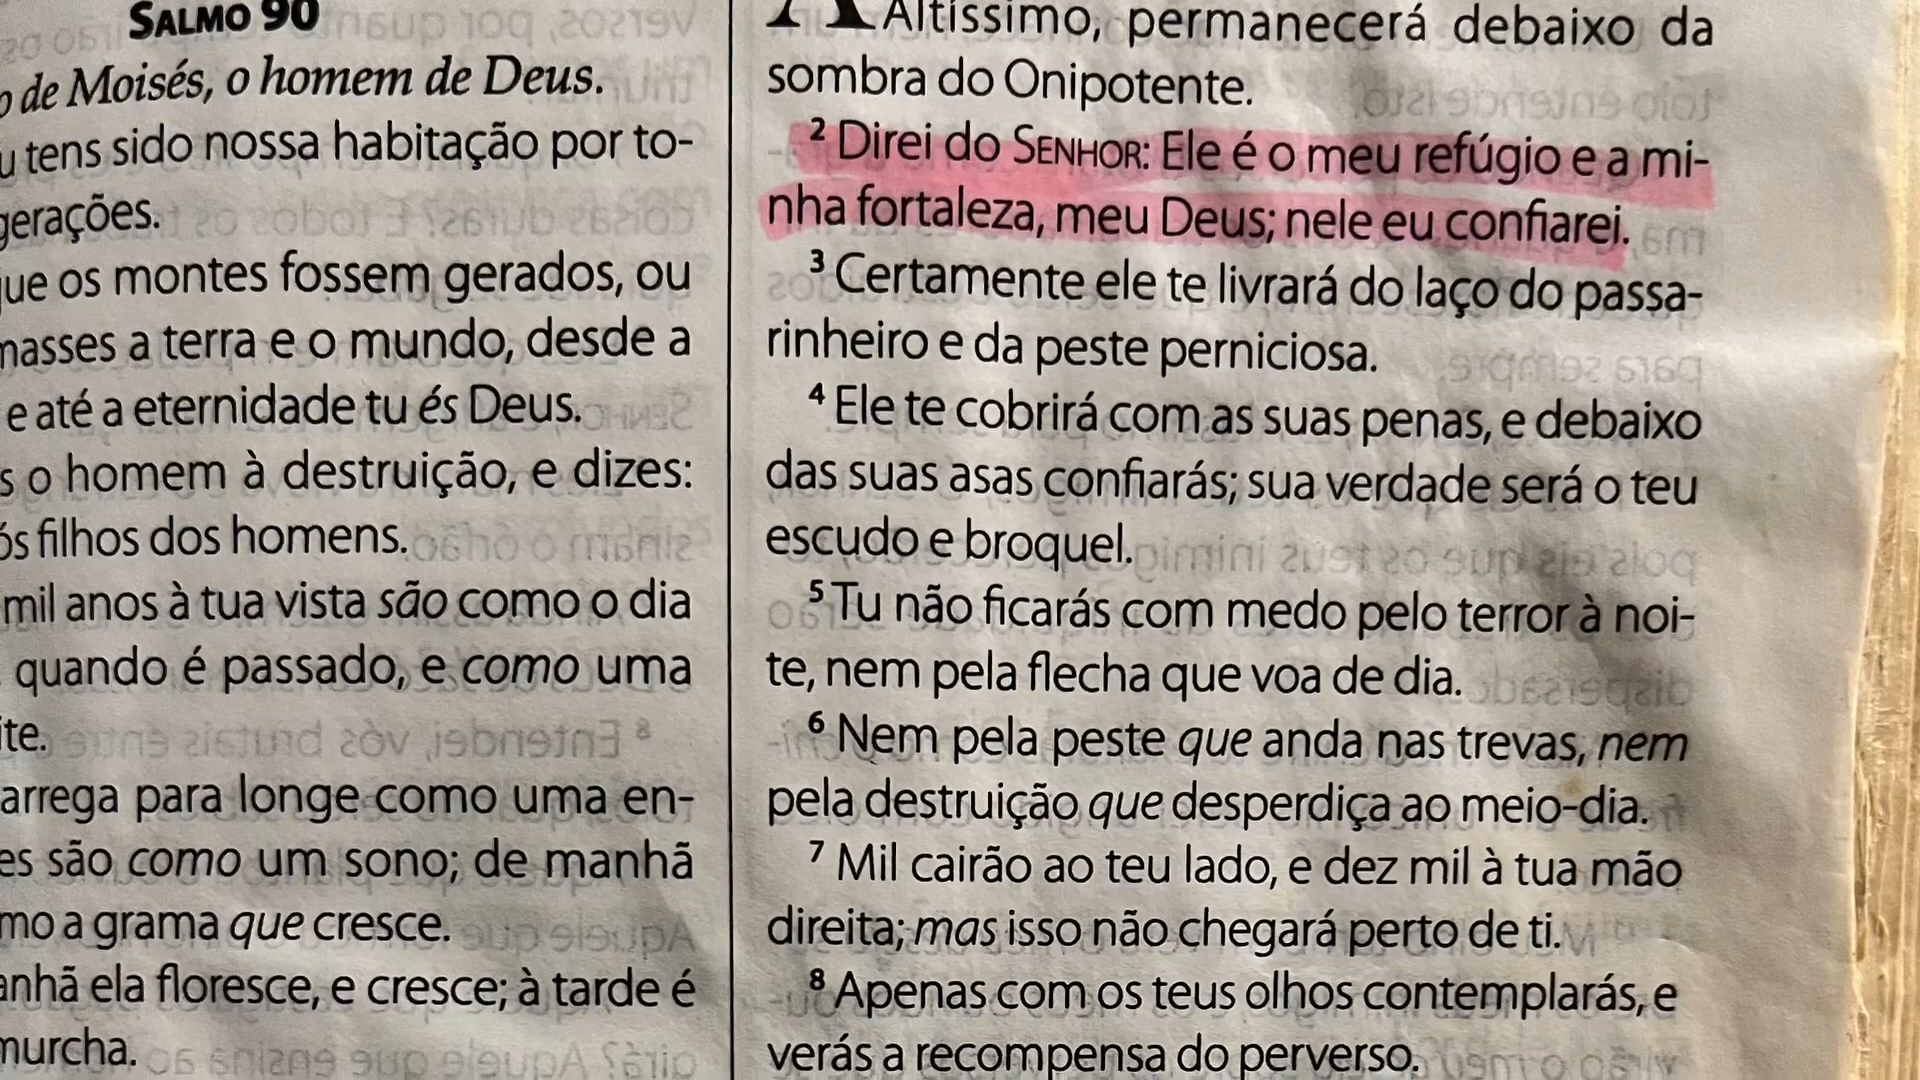 SALMO 90
de Moisés, o homem de Deus.
tens sido nossa habitação por to-
gerações.
que os montes fossem gerados, ou
a terra e o mundo, desde a
e até a eternidade tu és Deus.
o homem à destruição, e dizes:
filhos dos homens.
mil anos à tua vista são como o dia
quando é passado, e como uma
para longe como uma en-
são como um sono; de manhã
a grama que cresce.
ela floresce, e cresce; à tarde é
murcha.
Altíssimo, permanecerá debaixo da
sombra do Onipotente.
2 Direi do SENHOR: Ele é o meu refúgio e a mi-
nha fortaleza, meu Deus; nele eu confiarei.
3 Certamente ele te livrará do laço do passa-
rinheiro e da peste perniciosa.
4 Ele te cobrirá com as suas penas, e debaixo
das suas asas confiarás; sua verdade será o teu
escudo e broquel.
5 Tu não ficarás com medo pelo terror à noi-
te, nem pela flecha que voa de dia.
6 Nem pela peste que anda nas trevas, nem
pela destruição que desperdiça ao meio-dia.
7 Mil cairão ao teu lado, e dez mil à tua mão
direita; mas isso não chegará perto de ti.
8 Apenas com os teus olhos contemplarás, e
verás a recompensa do perverso.